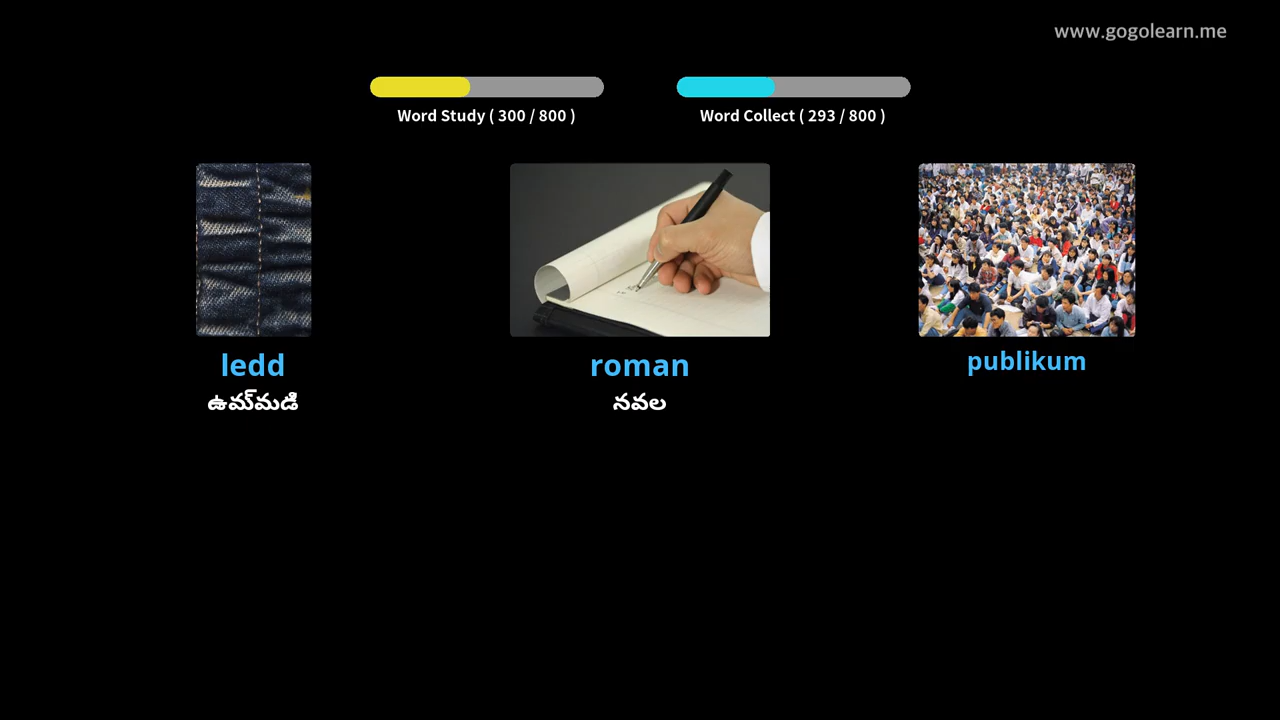 www.gogolearn.me
Word Study ( 300 / 800 )
Word Collect ( 293 / 800 )
ledd
ఉమ్‌మడి
roman
నవల
publikum